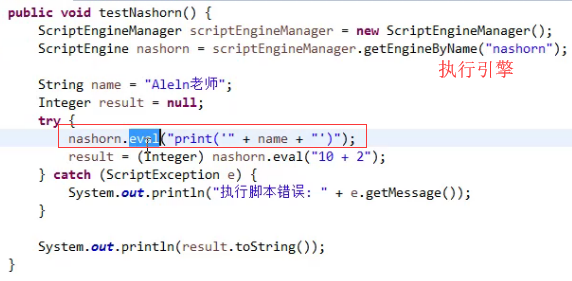 public void testNashorn() {
ScriptEngineManager scriptEngineManager = new ScriptEngineManager();
ScriptEngine nashorn = scriptEngineManager.getEngineByName("nashorn");
执行引擎
String name = "Aleln老师";
Integer result = null;
try {
nashorn.eval("print('" + name + "')");
result = (Integer) nashorn.eval("10 + 2");
} catch (ScriptException e) {
System.out.println("执行脚本错误: " + e.getMessage());
}
System.out.println(result.toString());
}